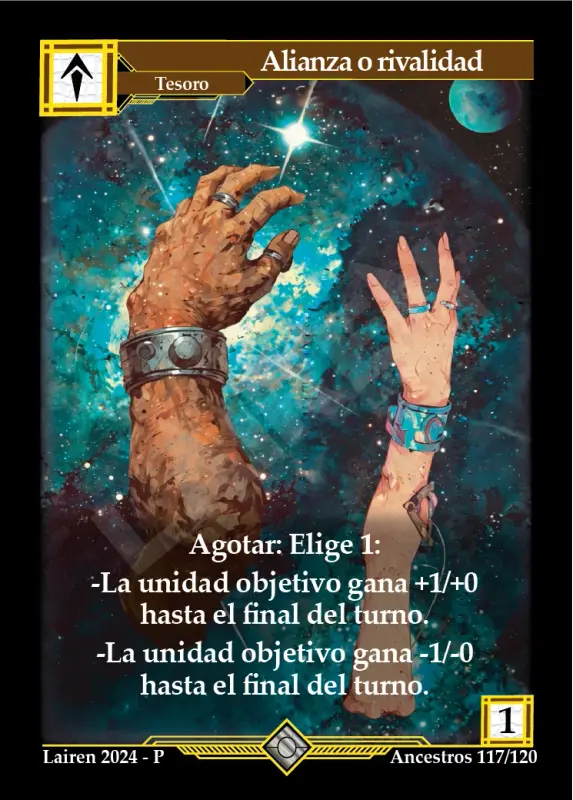 Alianza o rivalidad
Tesoro
Agotar: Elige 1:
-La unidad objetivo gana +1/+0
hasta el final del turno.
-La unidad objetivo gana -1/-0
hasta el final del turno.
1
Lairen 2024 - P
Ancestros 117/120